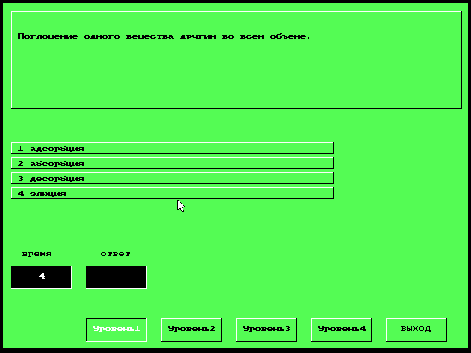 Поглощение одного вещества другим во всем объеме.
1 адсорбция
2 абсорбция
3 десорбция
4 элюция
время ответ
4
Уровень1 Уровень2 Уровень3 Уровень4 ВЫХОД